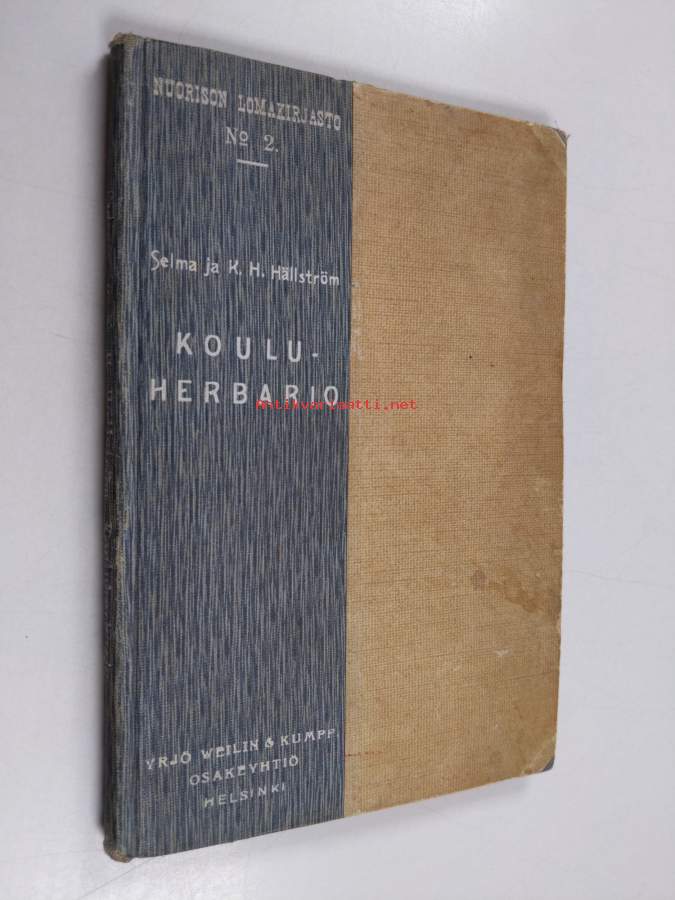 NUORISON LOMAKIRJASTO
No 2.
Selma ja K. H. Hällström
KOULU-
HERBARIO
Antikvariaatti.net
YRJÖ WEILIN & KUMPP.
OSAKEYHTIÖ
HELSINKI